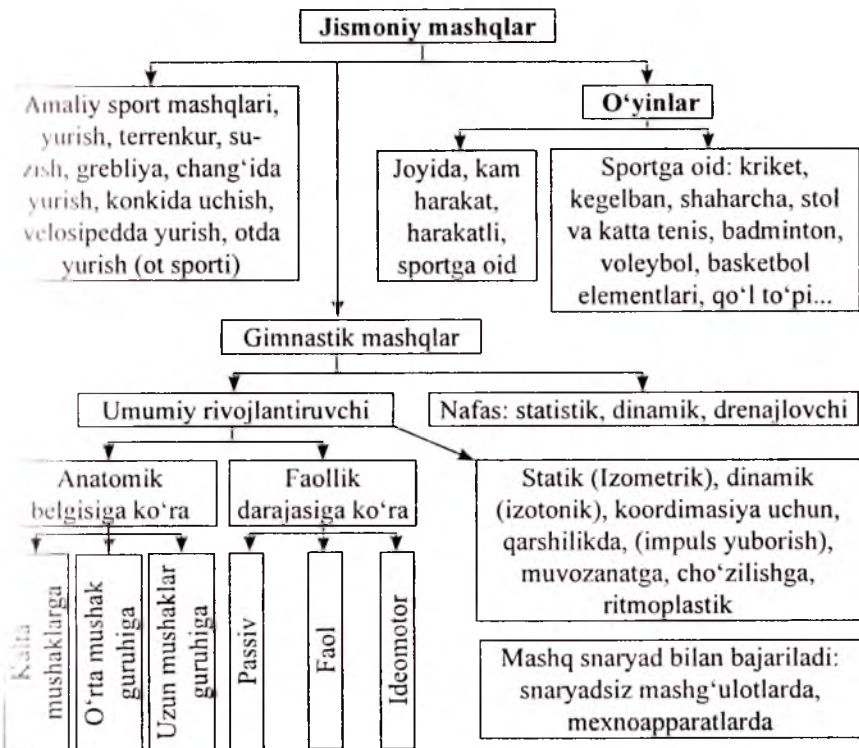 Jismoniy mashqlar
Amaliy sport mashqlari,
yurish, terrenkur, su-
zish, grebliya, chang‘ida
yurish, konkida uchish,
velosipedda yurish, otda
yurish (ot sporti)
O‘yinlar
Joyida, kam
harakat,
harakatli,
sportga oid
Sportga oid: kriket,
kegelban, shaharcha, stol
va katta tenis, badminton,
voleybol, basketbol
elementlari, qo‘l to‘pi...
Gimnastik mashqlar
Umumiy rivojlantiruvchi
Nafas: statistik, dinamik, drenajlovchi
Anatomik
belgisiga ko‘ra
Faollik
darajasiga ko‘ra
Statik (Izometrik), dinamik
(izotonik), koordimasiya uchun,
qarshilikda, (impuls yuborish),
muvozanatga, cho‘zilishga,
ritmoplastik
Kalta
mushaklarga
O‘rta mushak
guruhiga
Uzun mushaklar
guruhiga
Passiv
Faol
Ideomotor
Mashq snaryad bilan bajariladi:
snaryadsiz mashg‘ulotlarda,
mexnoapparatlarda